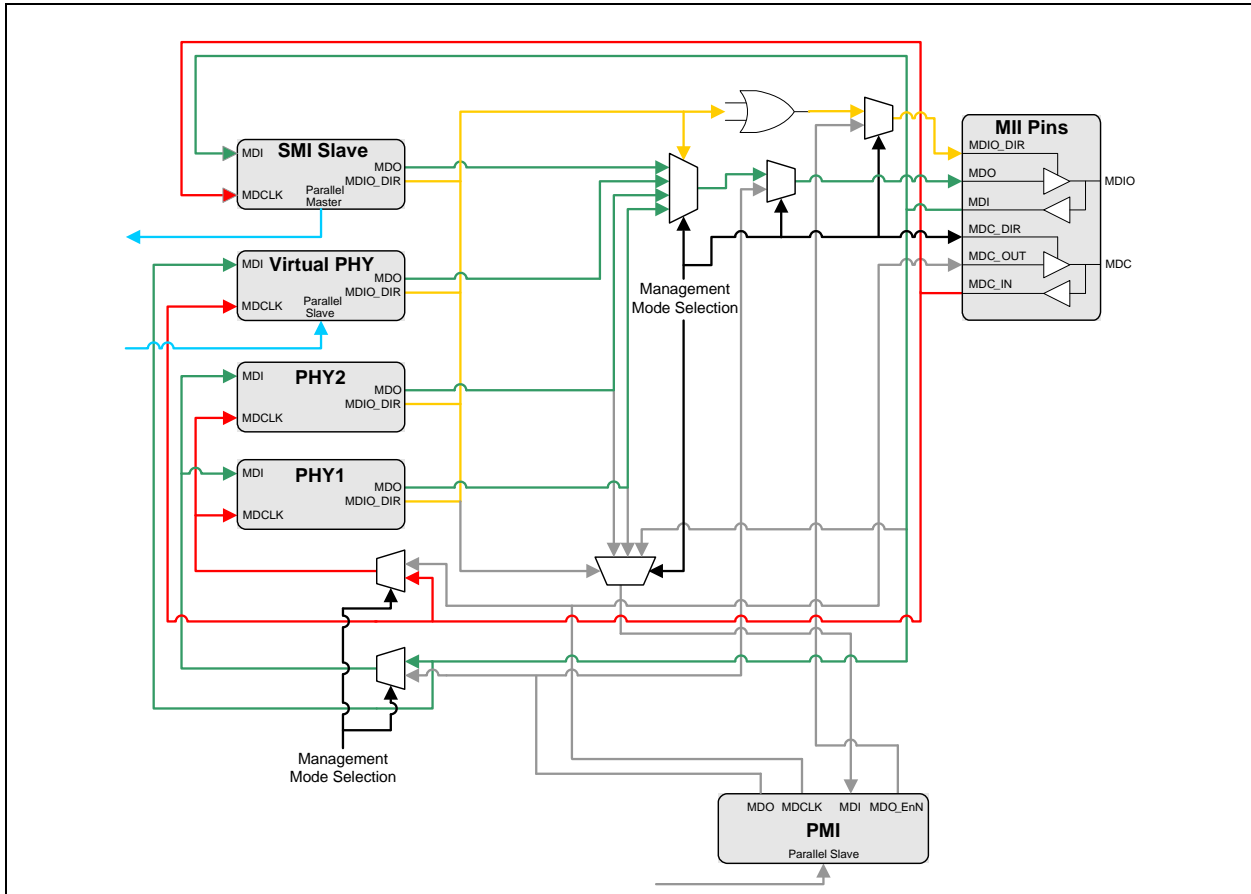 SMI Slave
MDI
MDO
MDIO_DIR
MDCLK
Parallel
Master
MII Pins
MDIO_DIR
MDO
MDIO
MDI
MDC_DIR
MDC_OUT
MDC
MDC_IN
Virtual PHY
MDI
MDO
MDIO_DIR
MDCLK
Parallel
Slave
Management
Mode Selection
PHY2
MDI
MDO
MDIO_DIR
MDCLK
PHY1
MDI
MDO
MDIO_DIR
MDCLK
Management
Mode Selection
MDO MDCLK MDI MDO_EnN
PMI
Parallel Slave